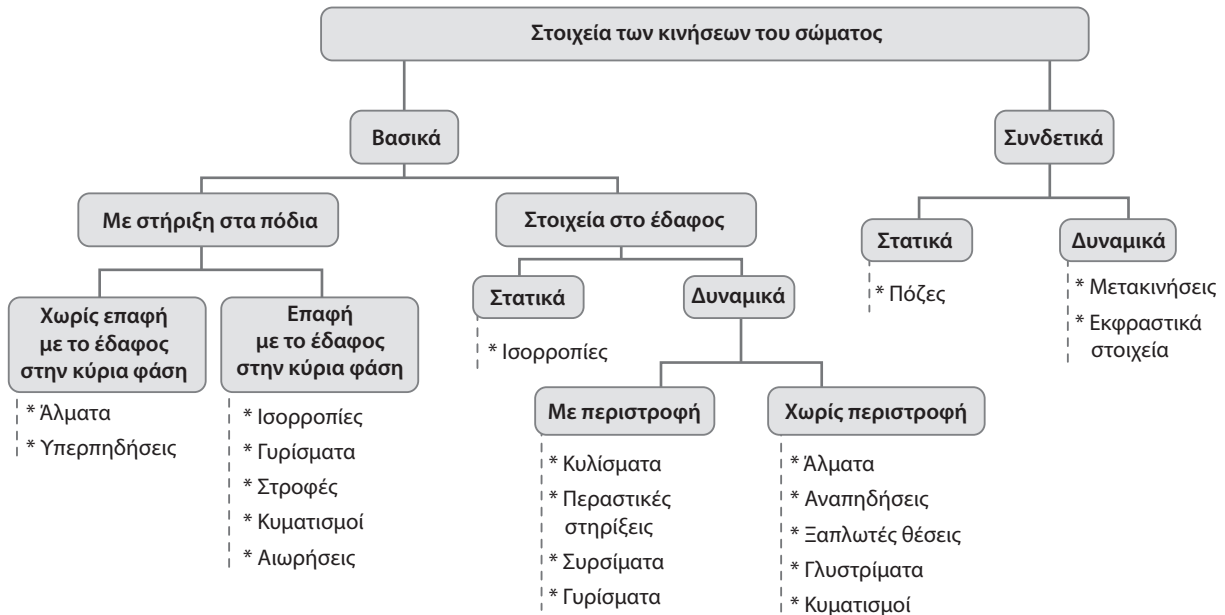 Στοιχεία των κινήσεων του σώματος
Βασικά
Συνδετικά
Με στήριξη στα πόδια
Στοιχεία στο έδαφος
Στατικά
Δυναμικά
Χωρίς επαφή
με το έδαφος
στην κύρια φάση
* Άλματα
* Υπερπηδήσεις
Επαφή
με το έδαφος
στην κύρια φάση
* Ισορροπίες
* Γυρίσματα
* Στροφές
* Κυματισμοί
* Αιωρήσεις
Στατικά
* Ισορροπίες
Δυναμικά
* Πόζες
* Μετακινήσεις
* Εκφραστικά
στοιχεία
Με περιστροφή
* Κυλίσματα
* Περαστικές
στηρίξεις
* Συρσίματα
* Γυρίσματα
Χωρίς περιστροφή
* Άλματα
* Αναπηδήσεις
* Ξαπλωτές θέσεις
* Γλυστρίματα
* Κυματισμοί